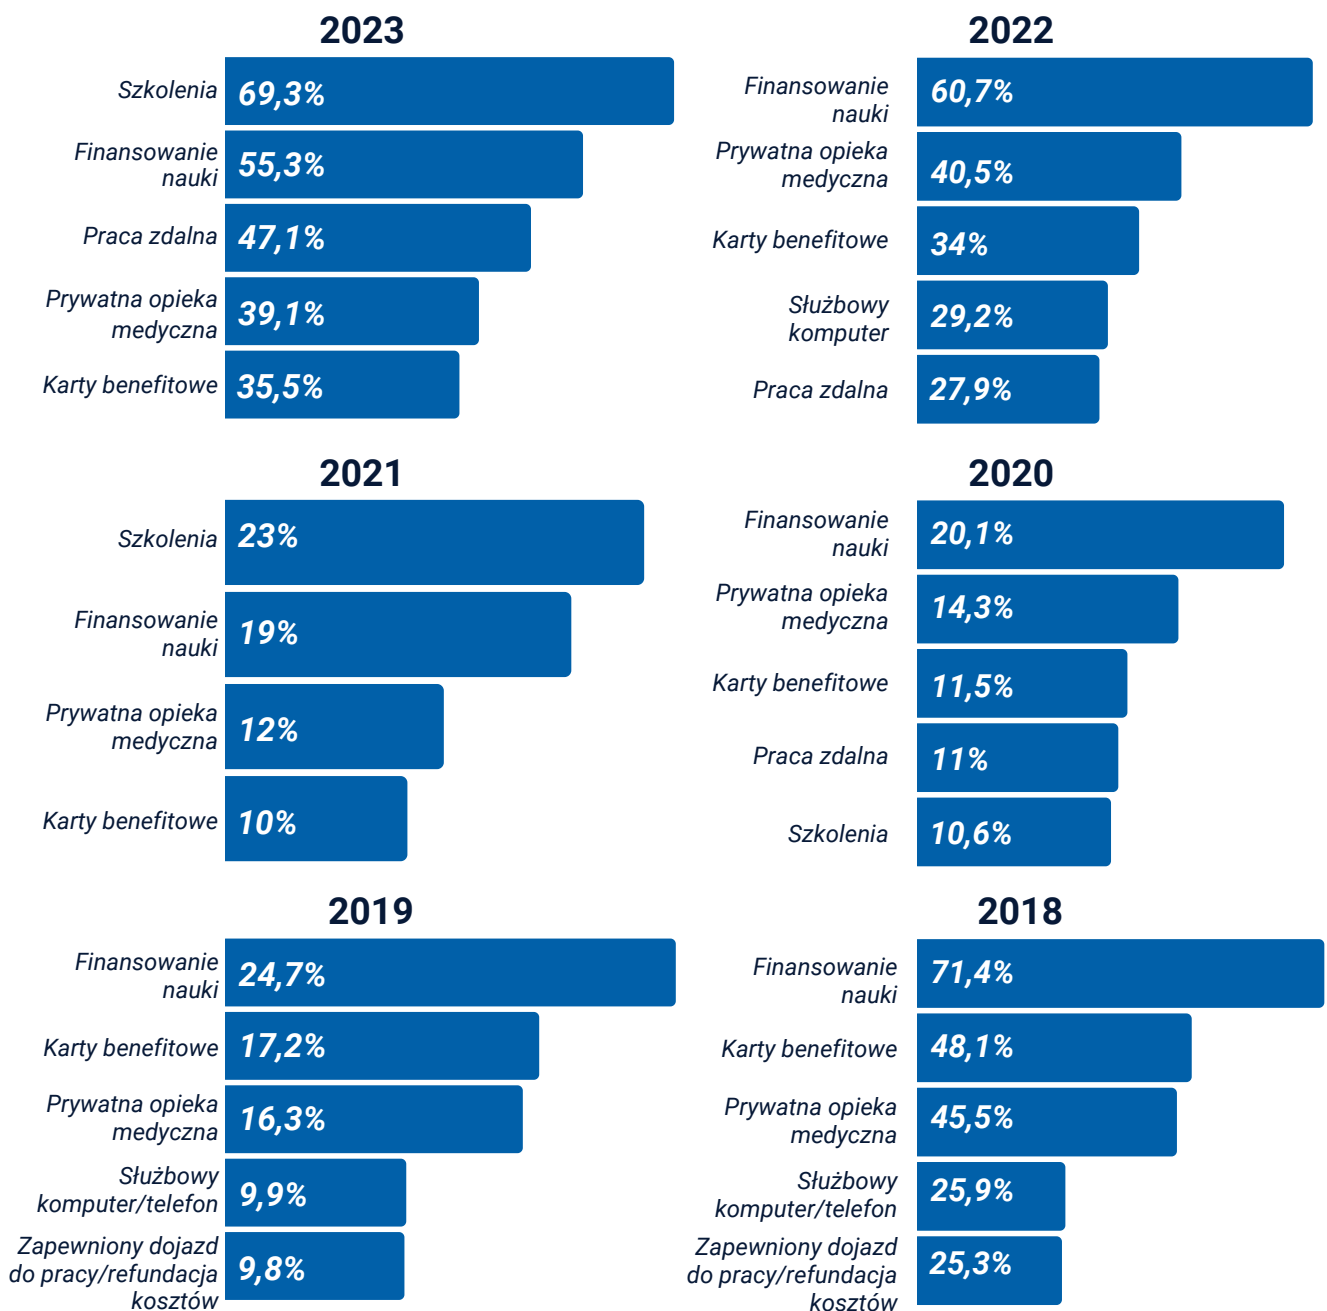 2023
Szkolenia 69,3%
Finansowanie
nauki 55,3%
Praca zdalna 47,1%
Prywatna opieka
medyczna 39,1%
Karty benefitowe 35,5%
2022
Finansowanie
nauki 60,7%
Prywatna opieka
medyczna 40,5%
Karty benefitowe 34%
Służbowy
komputer 29,2%
Praca zdalna 27,9%
2021
Szkolenia 23%
Finansowanie
nauki 19%
Prywatna opieka
medyczna 12%
Karty benefitowe 10%
2020
Finansowanie
nauki 20,1%
Prywatna opieka
medyczna 14,3%
Karty benefitowe 11,5%
Praca zdalna 11%
Szkolenia 10,6%
2019
Finansowanie
nauki 24,7%
Karty benefitowe 17,2%
Prywatna opieka
medyczna 16,3%
Służbowy
komputer/telefon 9,9%
Zapewniony dojazd
do pracy/refundacja 9,8%
kosztów
2018
Finansowanie
nauki 71,4%
Karty benefitowe 48,1%
Prywatna opieka
medyczna 45,5%
Służbowy
komputer/telefon 25,9%
Zapewniony dojazd
do pracy/refundacja 25,3%
kosztów